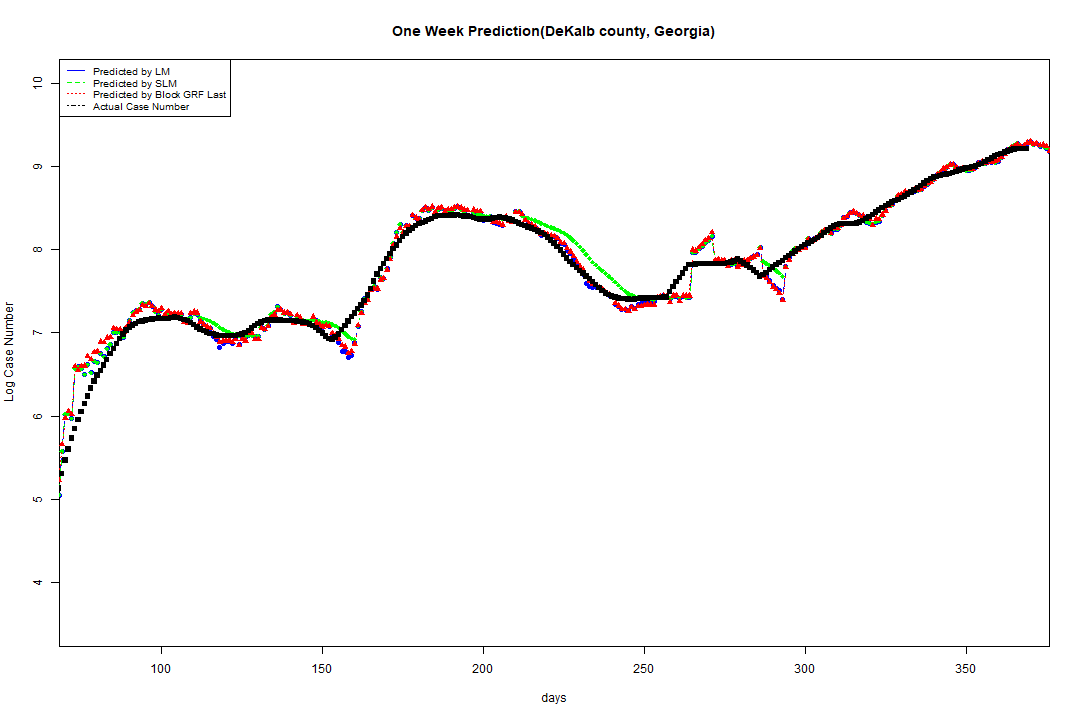 One Week Prediction(DeKalb county, Georgia)
Predicted by LM
Predicted by SLM
Predicted by Block GRF Last
Actual Case Number
10
9
8
7
6
5
4
Log Case Number
100 150 200 250 300 350
days